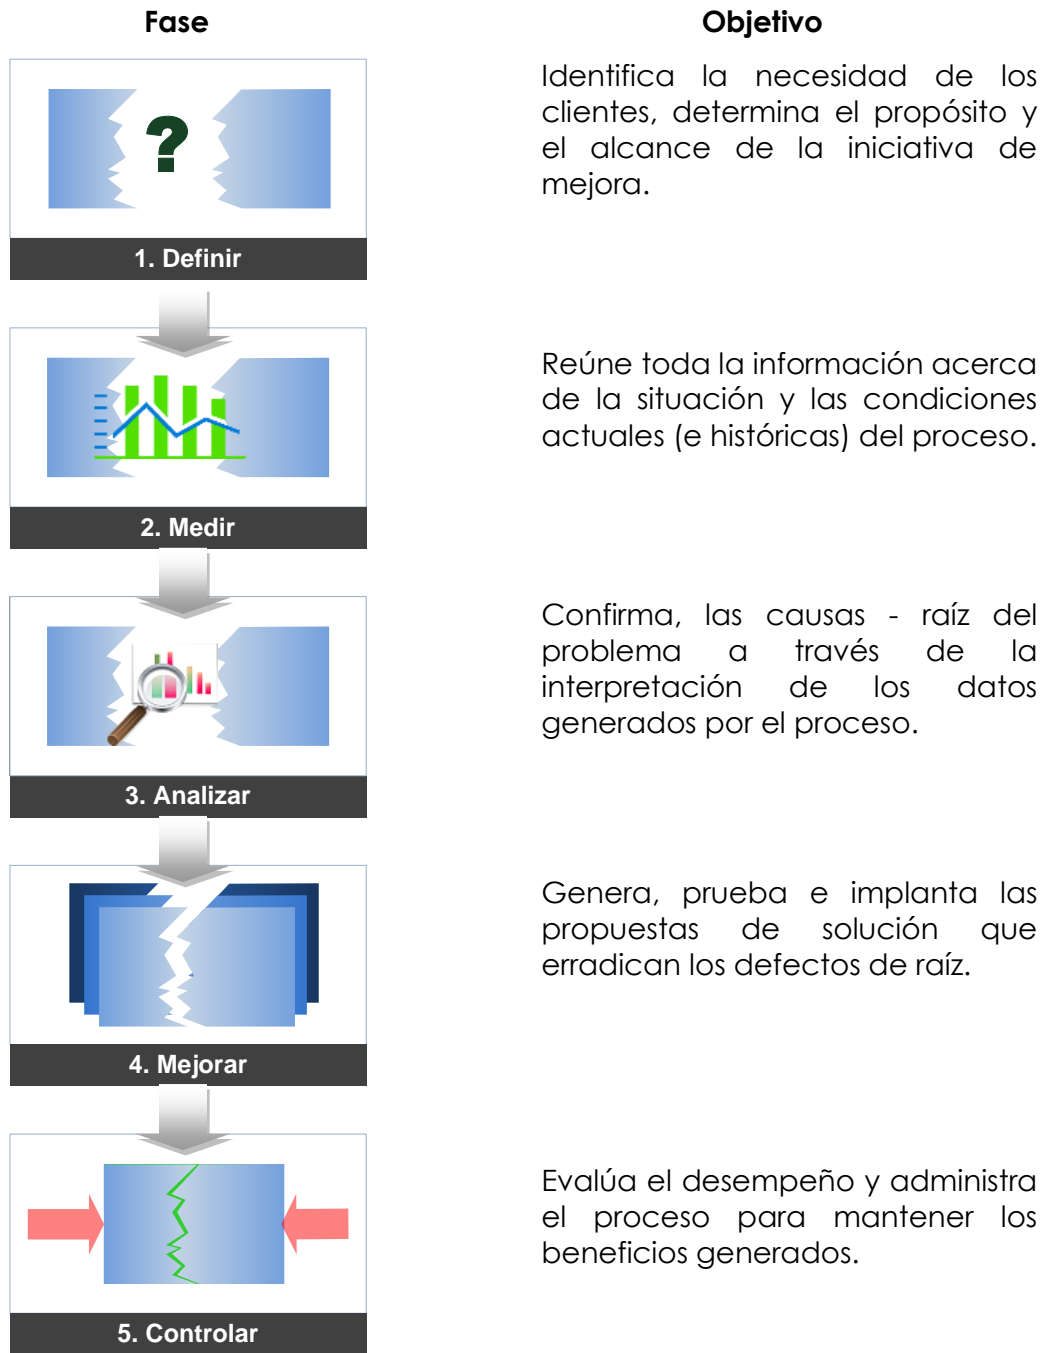 Fase
Objetivo
Identifica la necesidad de los
clientes, determina el propósito y
el alcance de la iniciativa de
mejora.
?
1. Definir
Reúne toda la información acerca
de la situación y las condiciones
actuales (e históricas) del proceso.
2. Medir
Confirma, las causas - raíz del
problema a través de la
interpretación de los datos
generados por el proceso.
3. Analizar
Genera, prueba e implanta las
propuestas de solución que
erradican los defectos de raíz.
4. Mejorar
Evalúa el desempeño y administra
el proceso para mantener los
beneficios generados.
5. Controlar